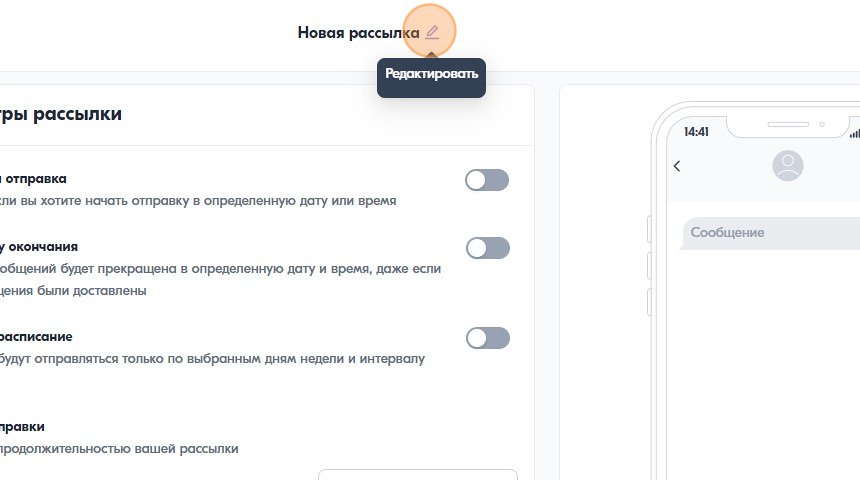 Новая рассылка
Редактировать
тры рассылки
отправка
сли вы хотите начать отправку в определенную дату или время
у окончания
общений будет прекращена в определенную дату и время, даже если
щения были доставлены
расписание
будут отправляться только по выбранным дням недели и интервалу
правки
продолжительностью вашей рассылки
14:41
Сообщение